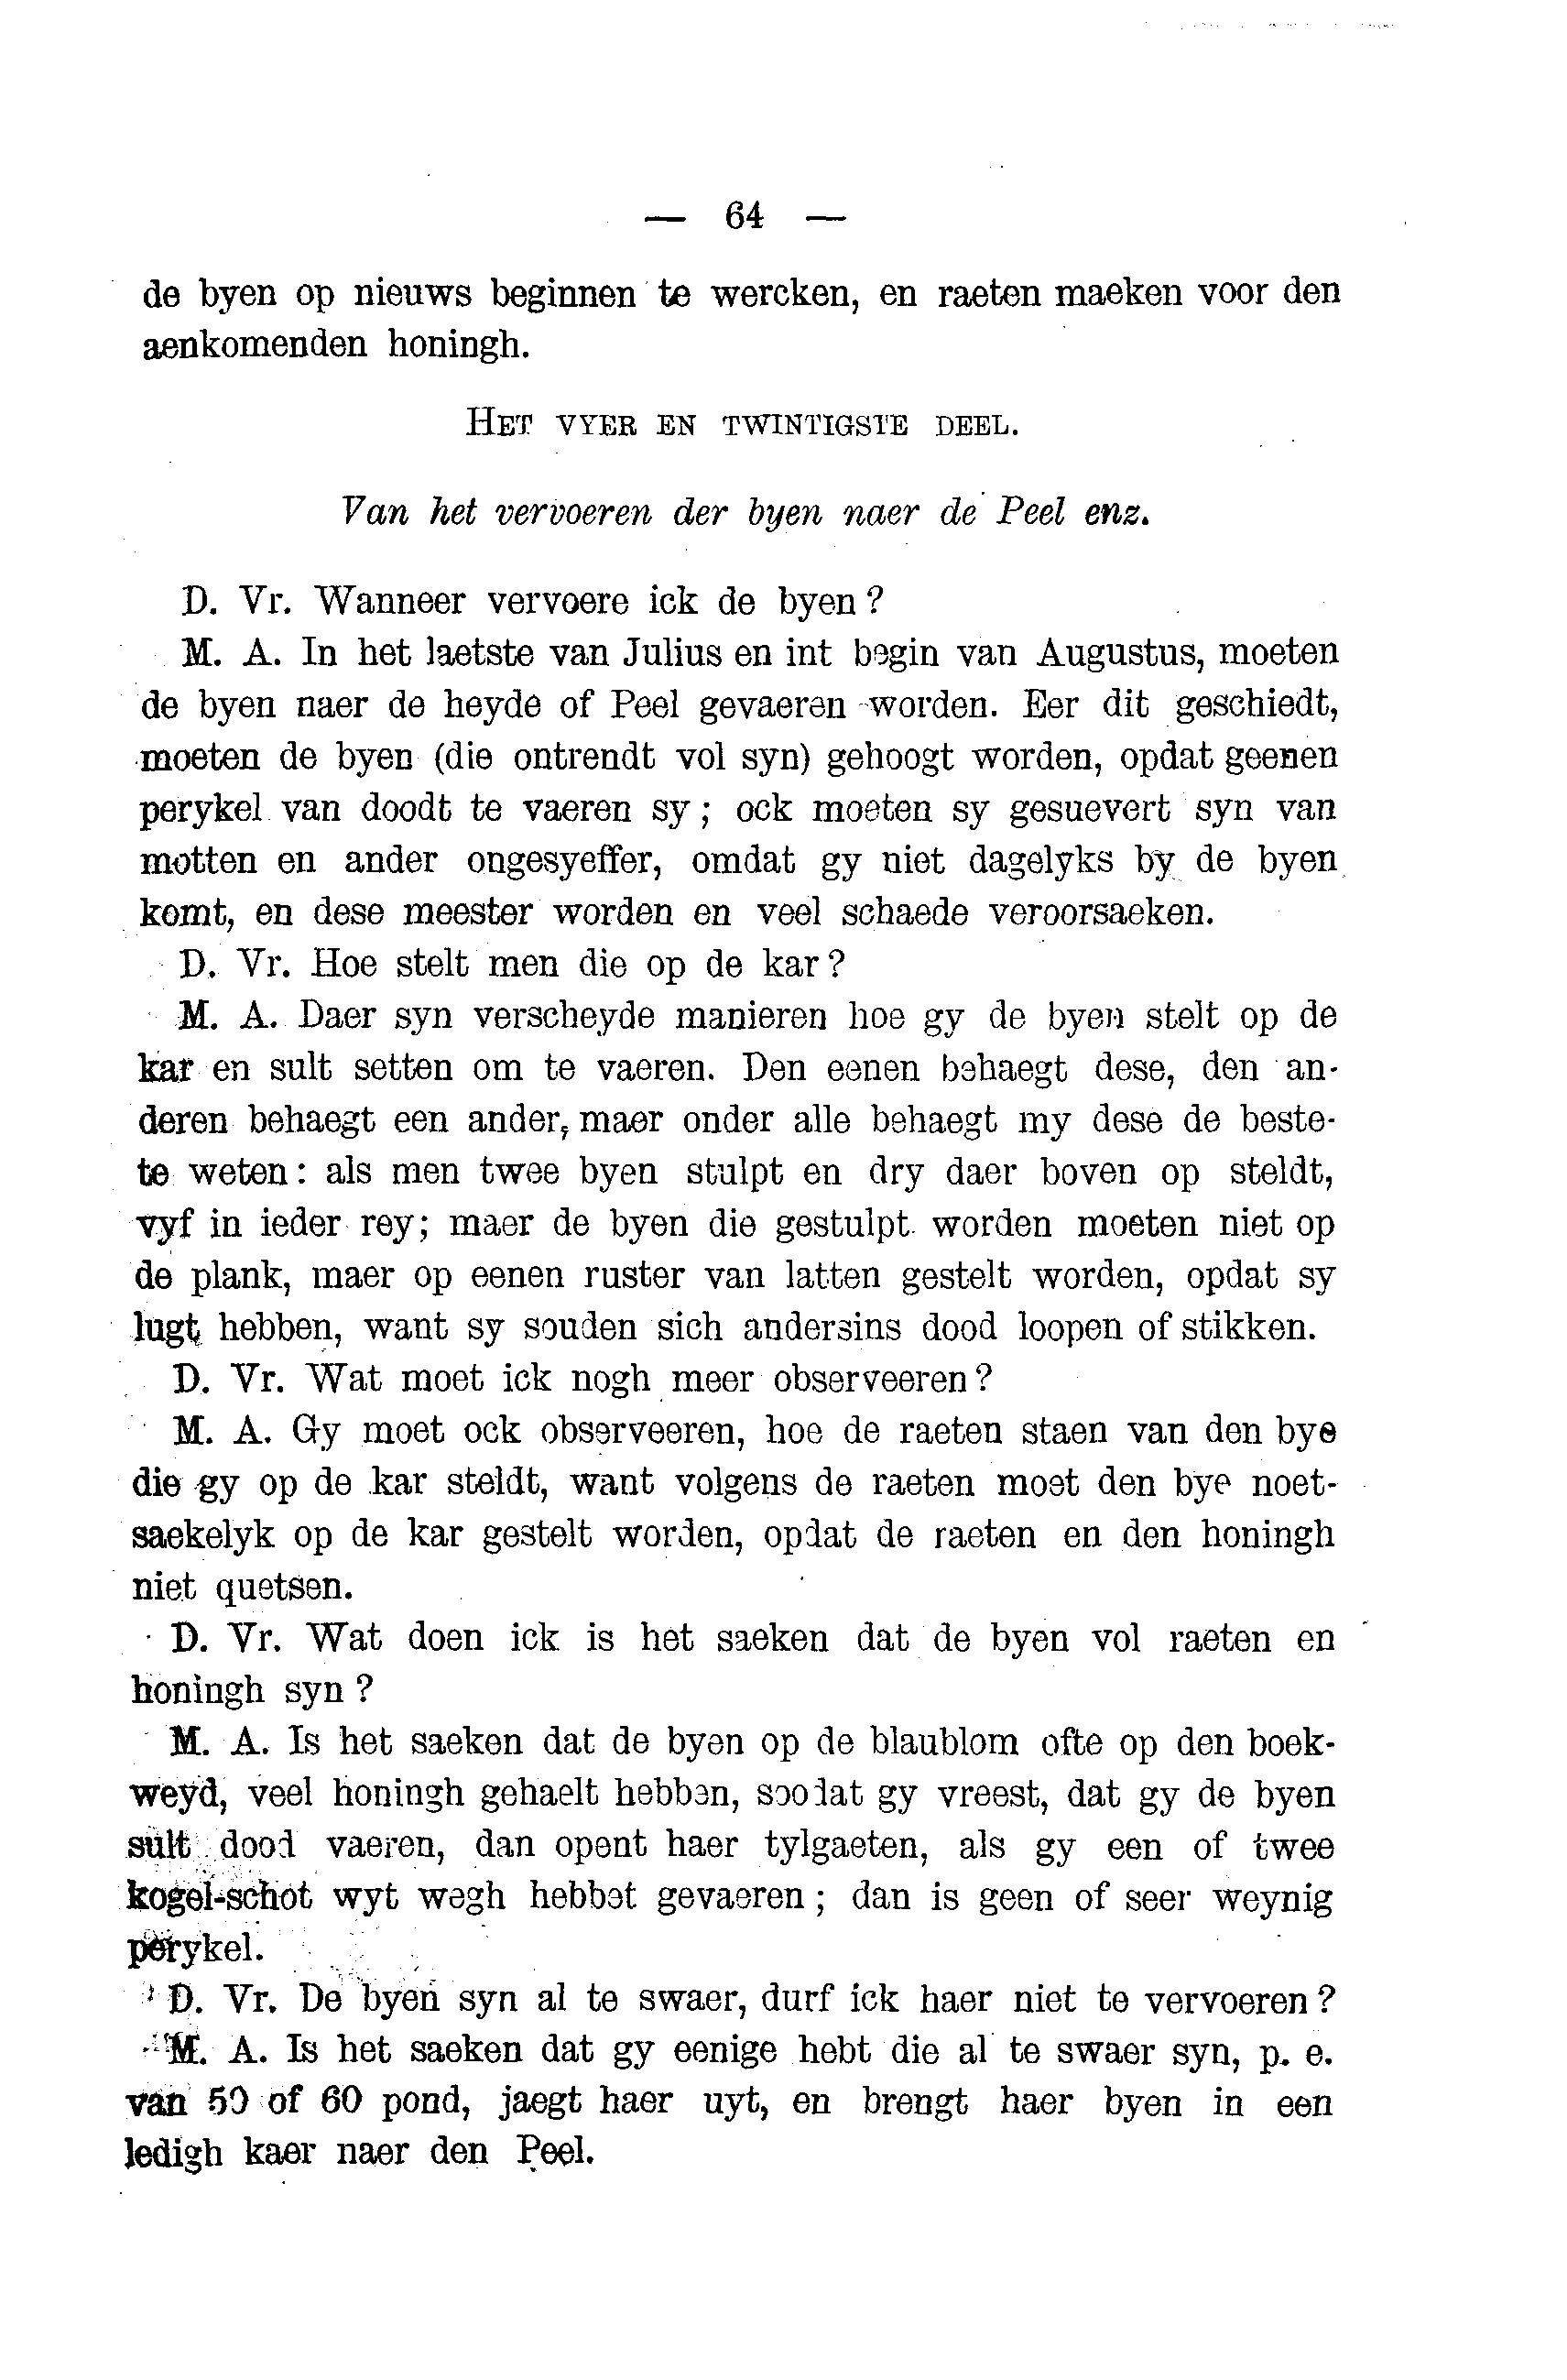 — 64 —
de byen op nieuws beginnen te wercken, en raeten maeken voor den
aenkomenden honingh.
HET VYER EN TWINTIGSTE DEEL.
Van het vervoeren der byen naer de Peel enz.
D. Vr. Wanneer vervoere ick de byen?
M. A. In het laetste van Julius en int begin van Augustus, moeten
de byen naer de heyde of Peel gevaeren worden. Eer dit geschiedt,
moeten de byen (die ontrendt vol syn) gehoogt worden, opdat geenen
perykel van doodt te vaeren sy; ock moeten sy gesuevert syn van
motten en ander ongesyeffer, omdat gy niet dagelyks by de byen
komt, en dese meester worden en veel schaede veroorsaeken.
D. Vr. Hoe stelt men die op de kar?
M. A. Daer syn verscheyde manieren hoe gy de byen stelt op de
kar en sult setten om te vaeren. Den eenen behaegt dese, den an-
deren behaegt een ander, maer onder alle behaegt my dese de beste-
te weten: als men twee byen stulpt en dry daer boven op steldt,
vyf in ieder rey; maer de byen die gestulpt worden moeten niet op
de plank, maer op eenen ruster van latten gestelt worden, opdat sy
lugt hebben, want sy souden sich andersins dood loopen of stikken.
D. Vr. Wat moet ick nogh meer observeeren?
M. A. Gy moet ock observeeren, hoe de raeten staen van den bye
die gy op de kar steldt, want volgens de raeten moet den bye noet-
saekelyk op de kar gestelt worden, opdat de raeten en den honingh
niet quetsen.
D. Vr. Wat doen ick is het saeken dat de byen vol raeten en
honingh syn?
M. A. Is het saeken dat de byen op de blaublom ofte op den boek-
weyd, veel honingh gehaelt hebben, soodat gy vreest, dat gy de byen
sult dood vaeren, dan opent haer tylgaeten, als gy een of twee
kogel-schot wyt wegh hebbet gevaeren; dan is geen of seer weynig
perykel.
D. Vr. De byen syn al te swaer, durf ick haer niet te vervoeren?
M. A. Is het saeken dat gy eenige hebt die al te swaer syn, p. e.
van 50 of 60 pond, jaegt haer uyt, en brengt haer byen in een
ledigh kaer naer den Peel.